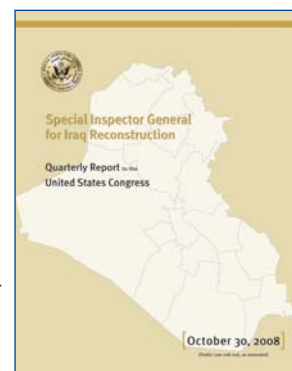 Special Inspector General
for Iraq Reconstruction
Quarterly Report to the
United States Congress
October 30, 2008